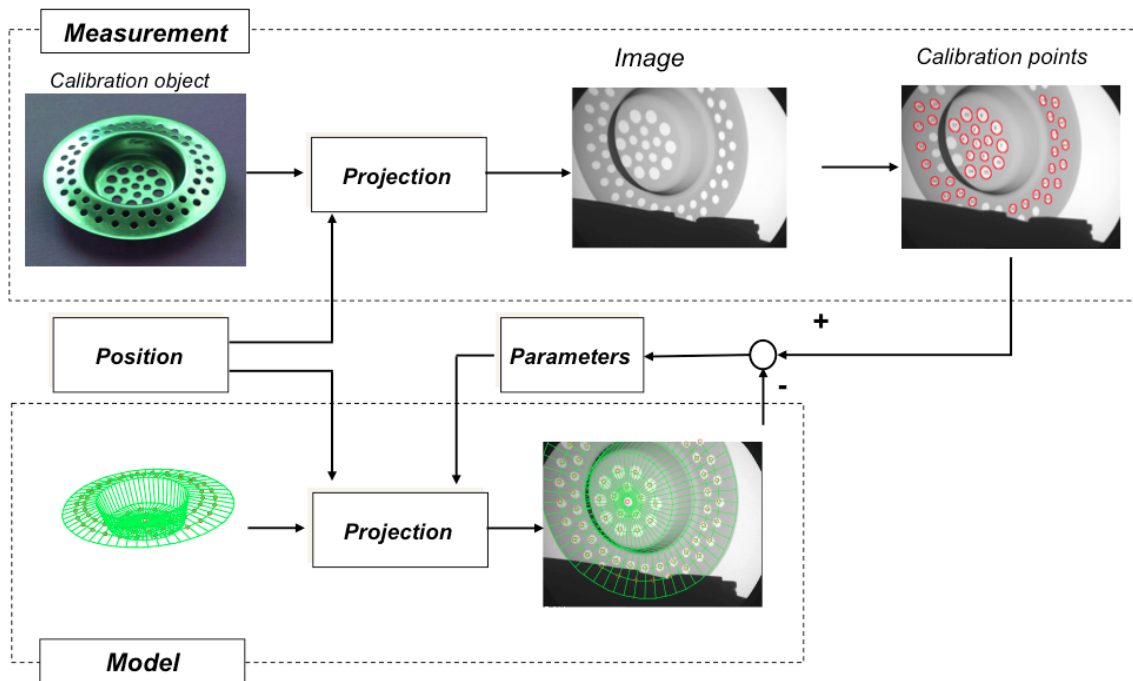 Measurement
Calibration object
Image
Calibration points
Projection
+
Position
Parameters
-
Projection
Model